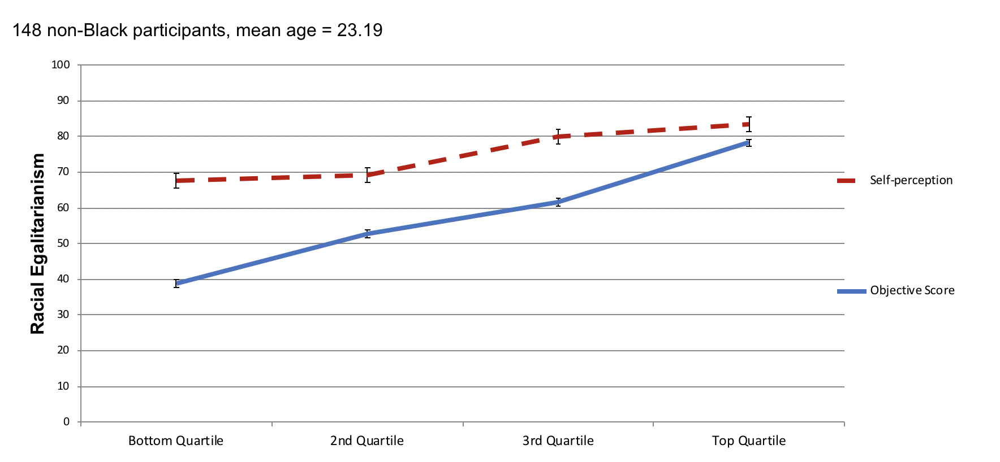 148 non-Black participants, mean age = 23.19
100
90
80
70
60
50
40
30
20
10
0
Racial Egalitarianism
Bottom Quartile
2nd Quartile
3rd Quartile
Top Quartile
Self-perception
Objective Score